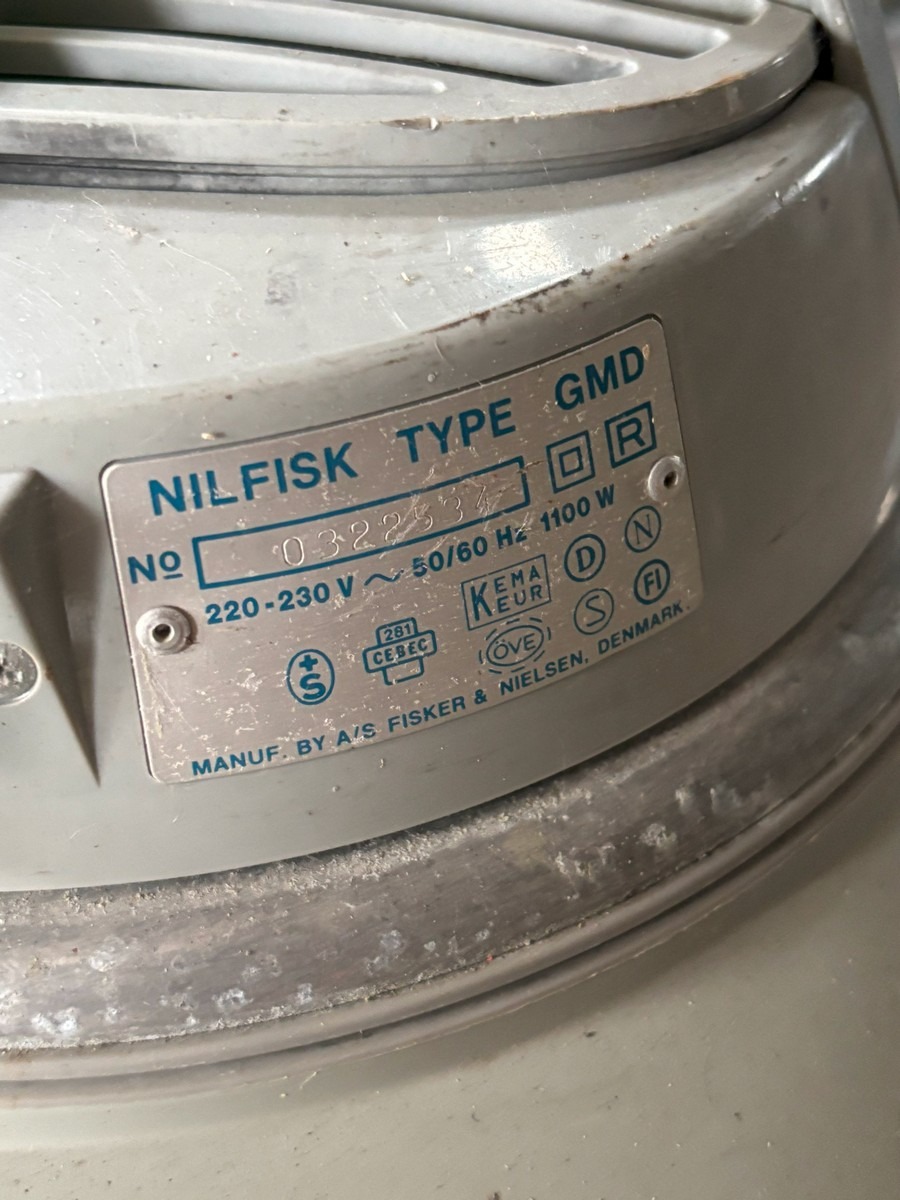 NILFISK TYPE GMD
R
Nº 0322534
220-230 V ~ 50/60 Hz 1100 W
KEMA
KEUR
D
N
+
S
281
CEBEC
ÖVE
S
FI
MANUF. BY A/S FISKER & NIELSEN, DENMARK.